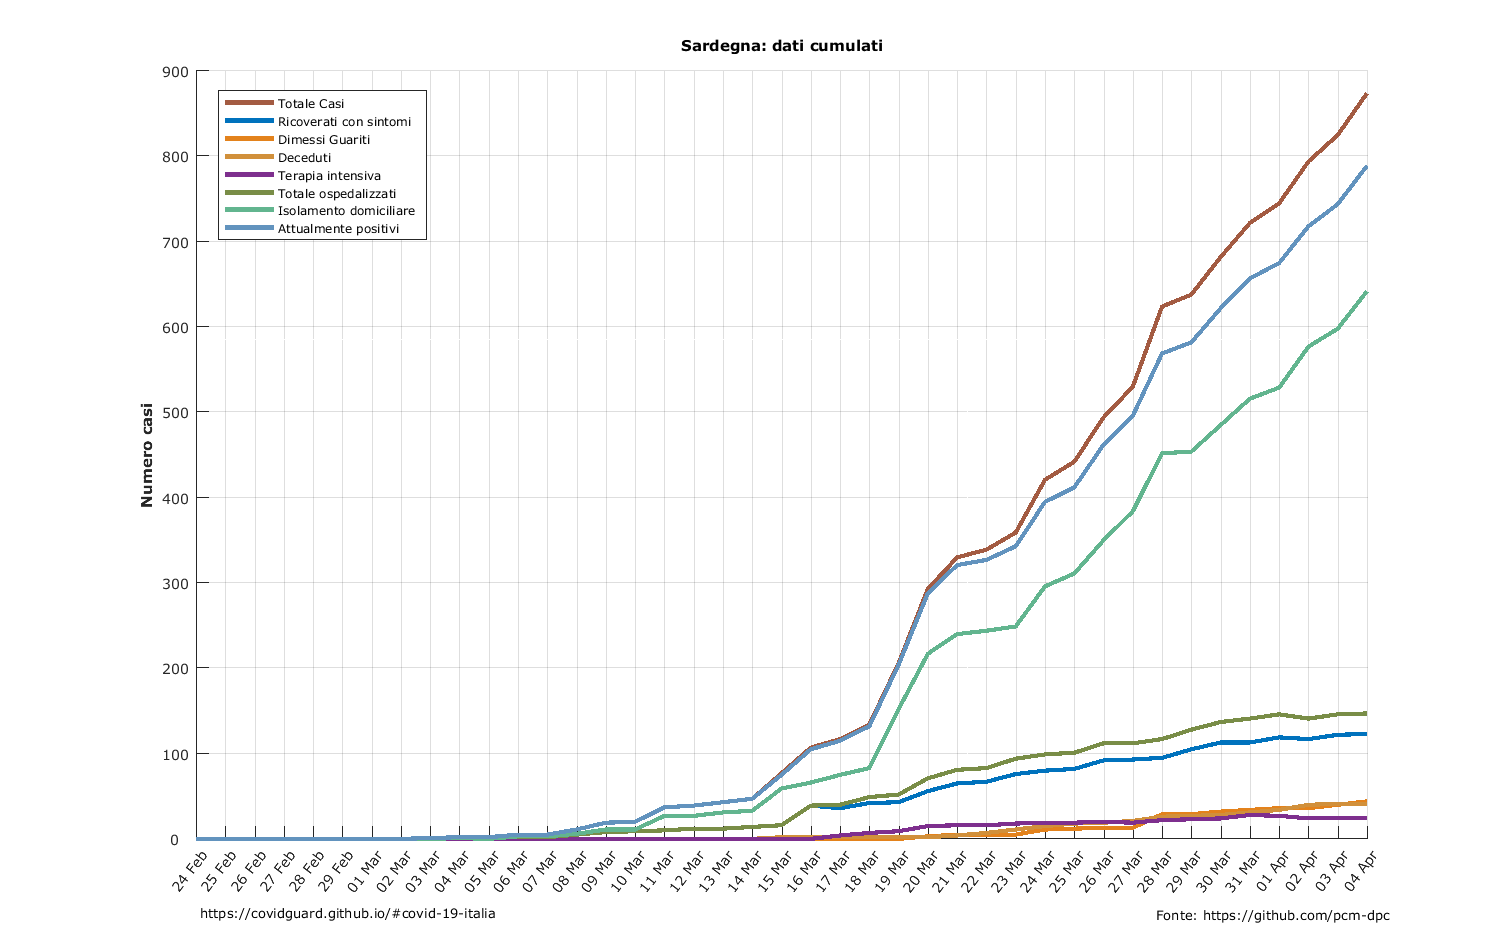 Sardegna: dati cumulati
900
800
700
600
500
400
300
200
100
0
Numero casi
Totale Casi
Ricoverati con sintomi
Dimessi Guariti
Deceduti
Terapia intensiva
Totale ospedalizzati
Isolamento domiciliare
Attualmente positivi
24 Feb
25 Feb
26 Feb
27 Feb
28 Feb
29 Feb
01 Mar
02 Mar
03 Mar
04 Mar
05 Mar
06 Mar
07 Mar
08 Mar
09 Mar
10 Mar
11 Mar
12 Mar
13 Mar
14 Mar
15 Mar
16 Mar
17 Mar
18 Mar
19 Mar
20 Mar
21 Mar
22 Mar
23 Mar
24 Mar
25 Mar
26 Mar
27 Mar
28 Mar
29 Mar
30 Mar
31 Mar
01 Apr
02 Apr
03 Apr
04 Apr
https://covidguard.github.io/#covid-19-italia
Fonte: https://github.com/pcm-dpc